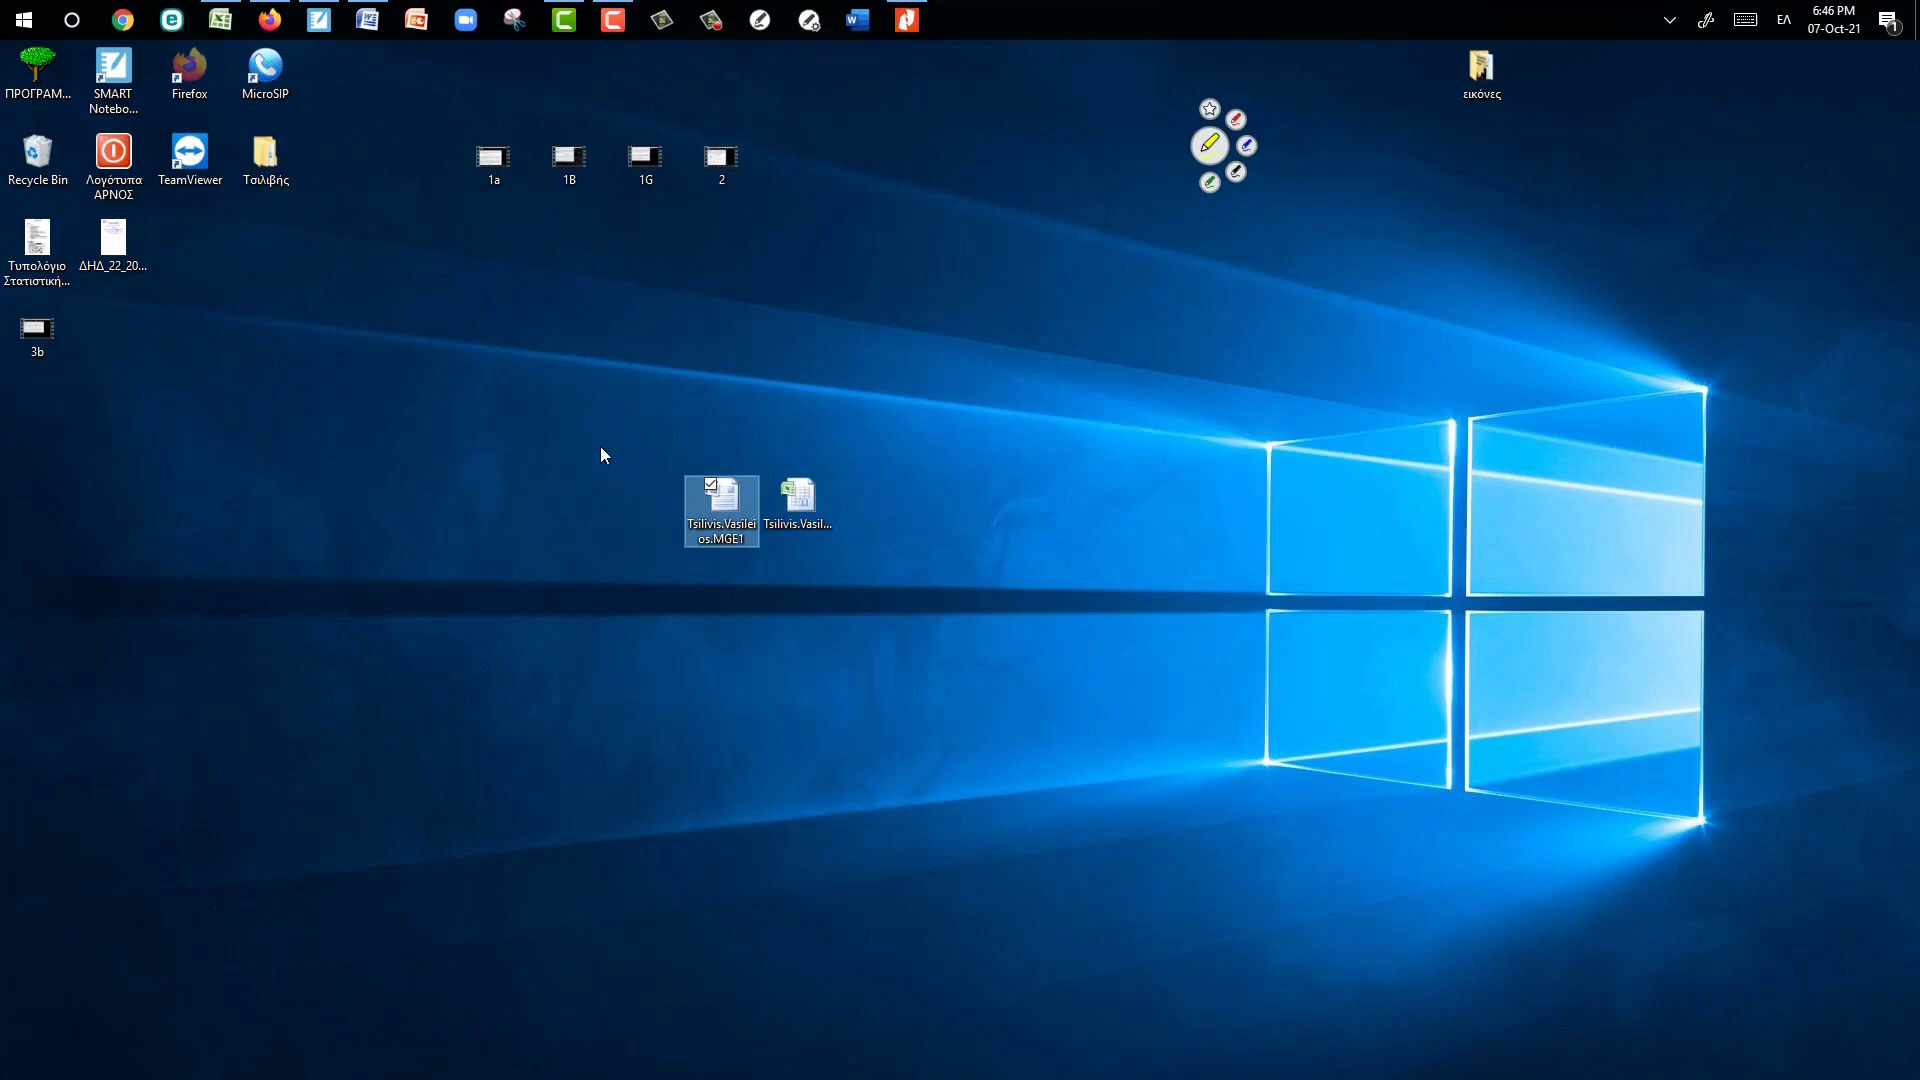 6:46 PM
ΕΛ
07-Oct-21
1
ΠΡΟΓΡΑΜ...
SMART
Notebo...
Firefox
MicroSIP
εικόνες
Recycle Bin
Λογότυπα
ΑΡΝΟΣ
TeamViewer
Τσιλιβής
1a
1B
1G
2
Τυπολόγιο
Στατιστική...
ΔΗΔ_22_20...
3b
Tsilivis.Vasilei
os.MGE1
Tsilivis.Vasil...